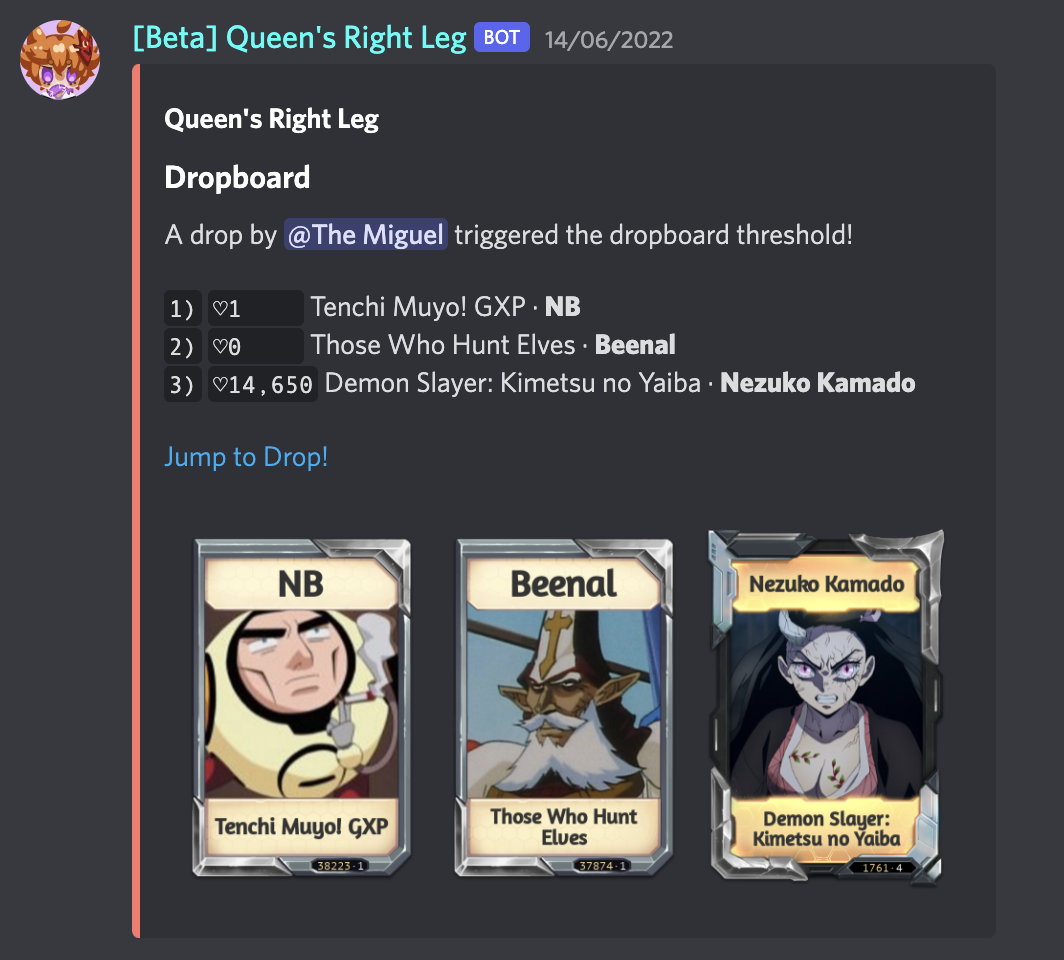 [Beta] Queen's Right Leg BOT 14/06/2022
Queen's Right Leg
Dropboard
A drop by @The Miguel triggered the dropboard threshold!
1) ♡1 Tenchi Muyo! GXP · NB
2) ♡0 Those Who Hunt Elves · Beenal
3) ♡14,650 Demon Slayer: Kimetsu no Yaiba · Nezuko Kamado
Jump to Drop!
NB
Tenchi Muyo! GXP
38223·1
Beenal
Those Who Hunt
Elves
37874·1
Nezuko Kamado
Demon Slayer:
Kimetsu no Yaiba
1761·4